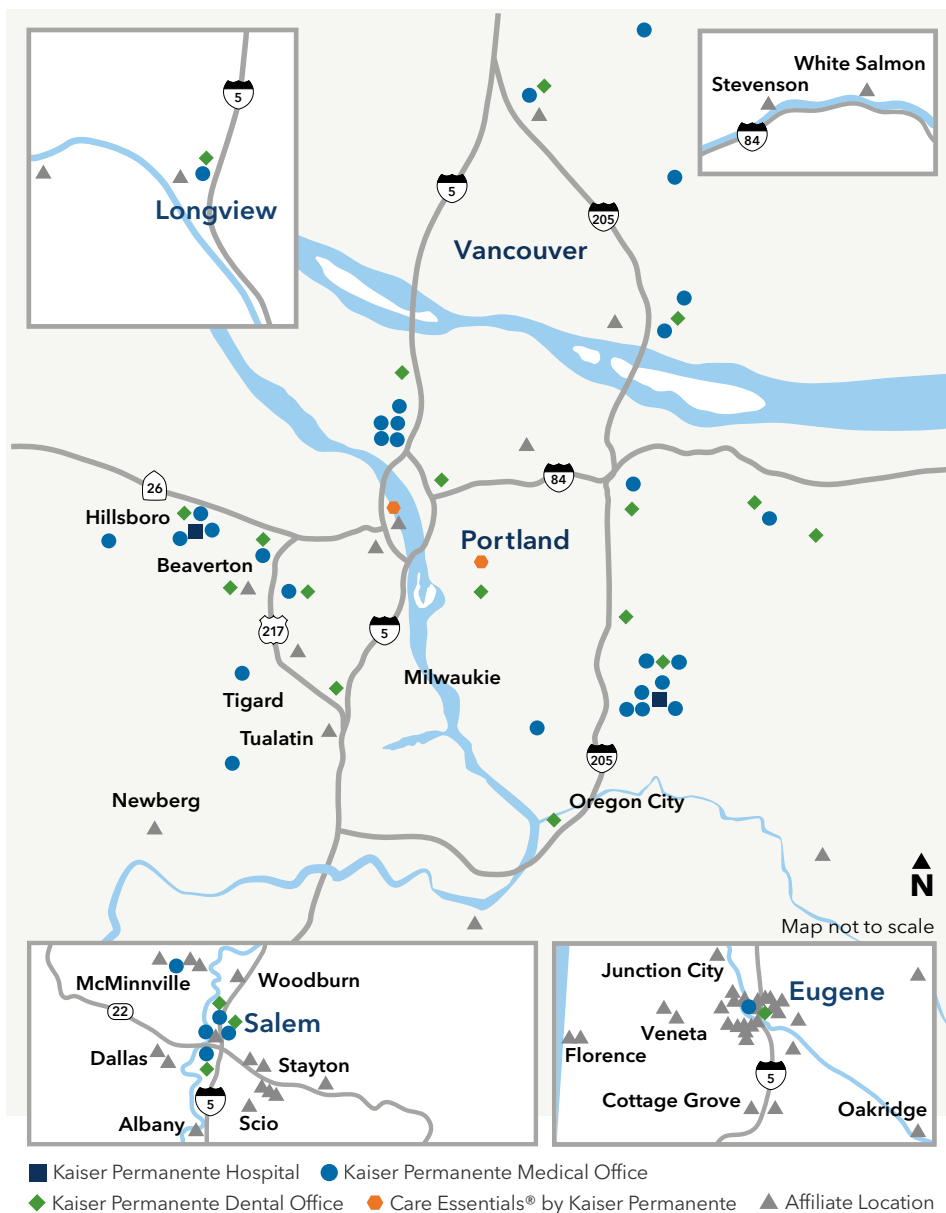 5
Longview
White Salmon
Stevenson
84
5
205
Vancouver
26
84
Hillsboro
Portland
Beaverton
217
5
Milwaukie
Tigard
Tualatin
205
Newberg
Oregon City
N
Map not to scale
McMinnville
Woodburn
22
Salem
Dallas
Stayton
5
Albany
Scio
Junction City
Eugene
Veneta
Florence
5
Cottage Grove
Oakridge
Kaiser Permanente Hospital Kaiser Permanente Medical Office
Kaiser Permanente Dental Office Care Essentials® by Kaiser Permanente Affiliate Location